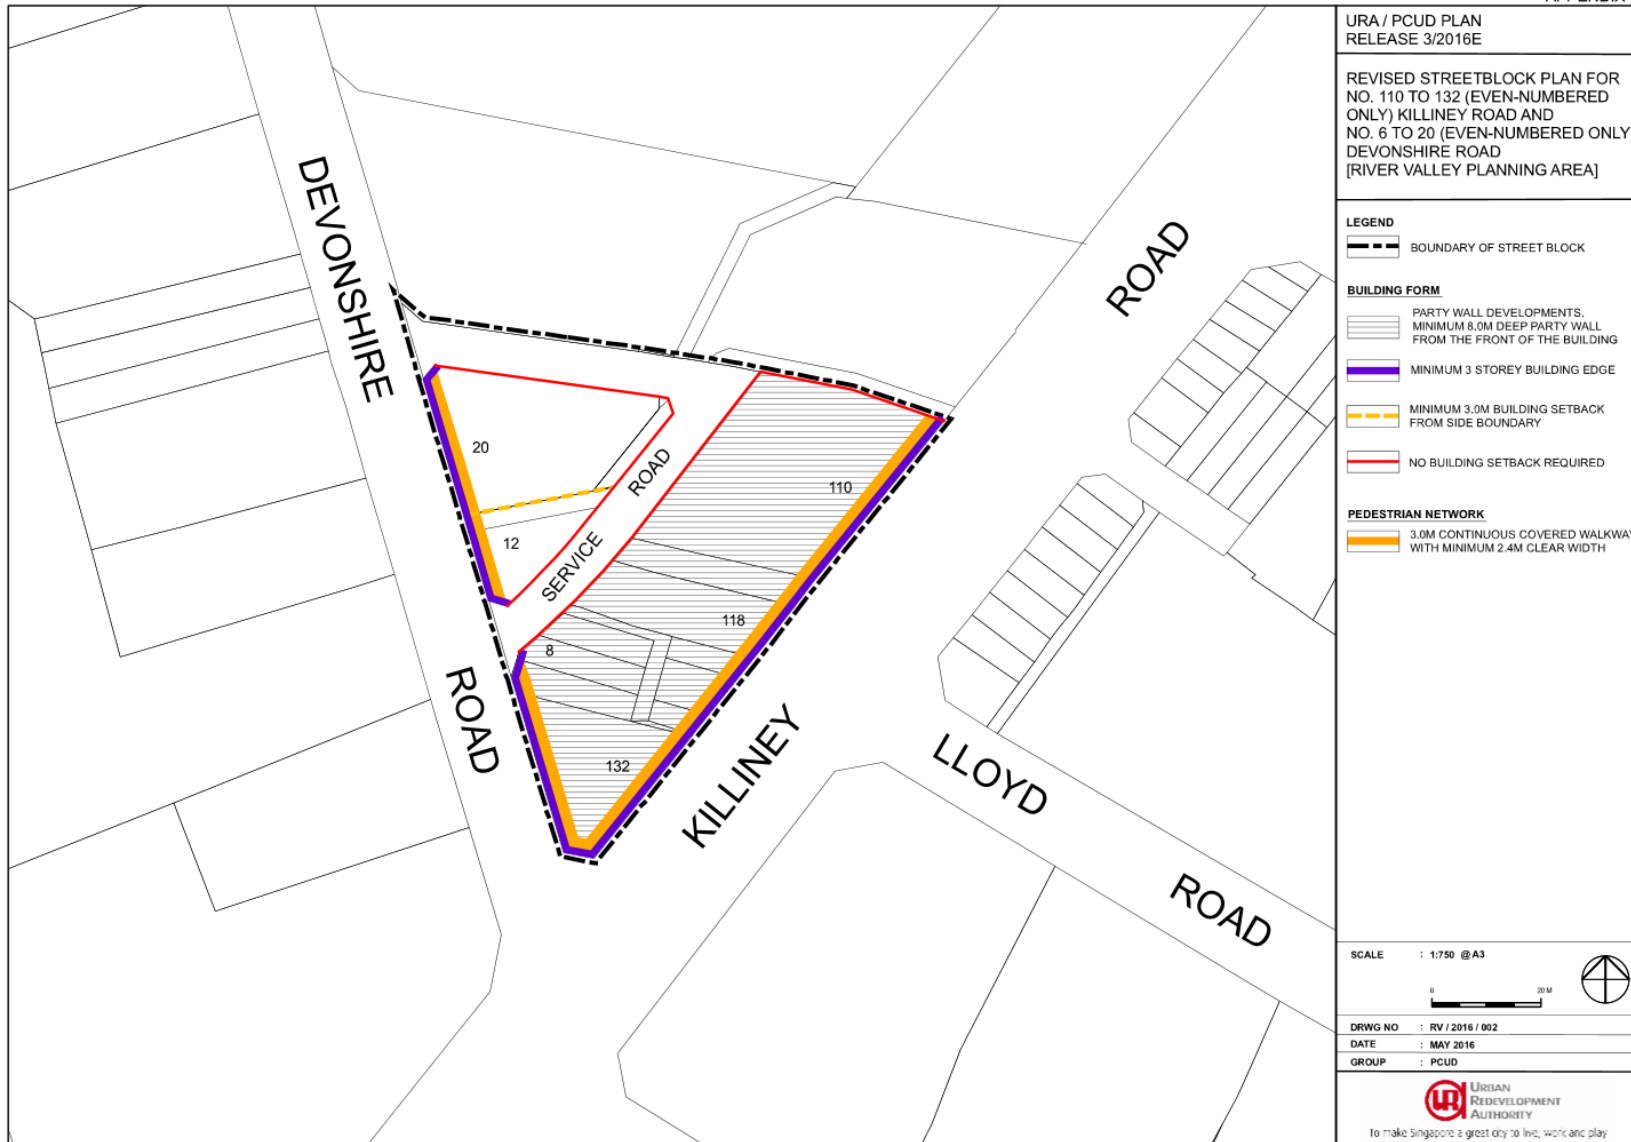 URA / PCUD PLAN
RELEASE 3/2016E
REVISED STREETBLOCK PLAN FOR
NO. 110 TO 132 (EVEN-NUMBERED
ONLY) KILLINEY ROAD AND
NO. 6 TO 20 (EVEN-NUMBERED ONLY
DEVONSHIRE ROAD
[RIVER VALLEY PLANNING AREA]
LEGEND
BOUNDARY OF STREET BLOCK
BUILDING FORM
PARTY WALL DEVELOPMENTS.
MINIMUM 8.0M DEEP PARTY WALL
FROM THE FRONT OF THE BUILDING
MINIMUM 3 STOREY BUILDING EDGE
MINIMUM 3.0M BUILDING SETBACK
FROM SIDE BOUNDARY
NO BUILDING SETBACK REQUIRED
PEDESTRIAN NETWORK
3.0M CONTINUOUS COVERED WALKWAY
WITH MINIMUM 2.4M CLEAR WIDTH
SCALE : 1:750 @A3
0 20 M
DRWG NO : RV / 2016 / 002
DATE : MAY 2016
GROUP : PCUD
URBAN
REDEVELOPMENT
AUTHORITY
To make Singapore a great city to live, work and play
DEVONSHIRE
ROAD
KILLINEY
ROAD
LLOYD
ROAD
SERVICE
ROAD
20
12
8
110
118
132